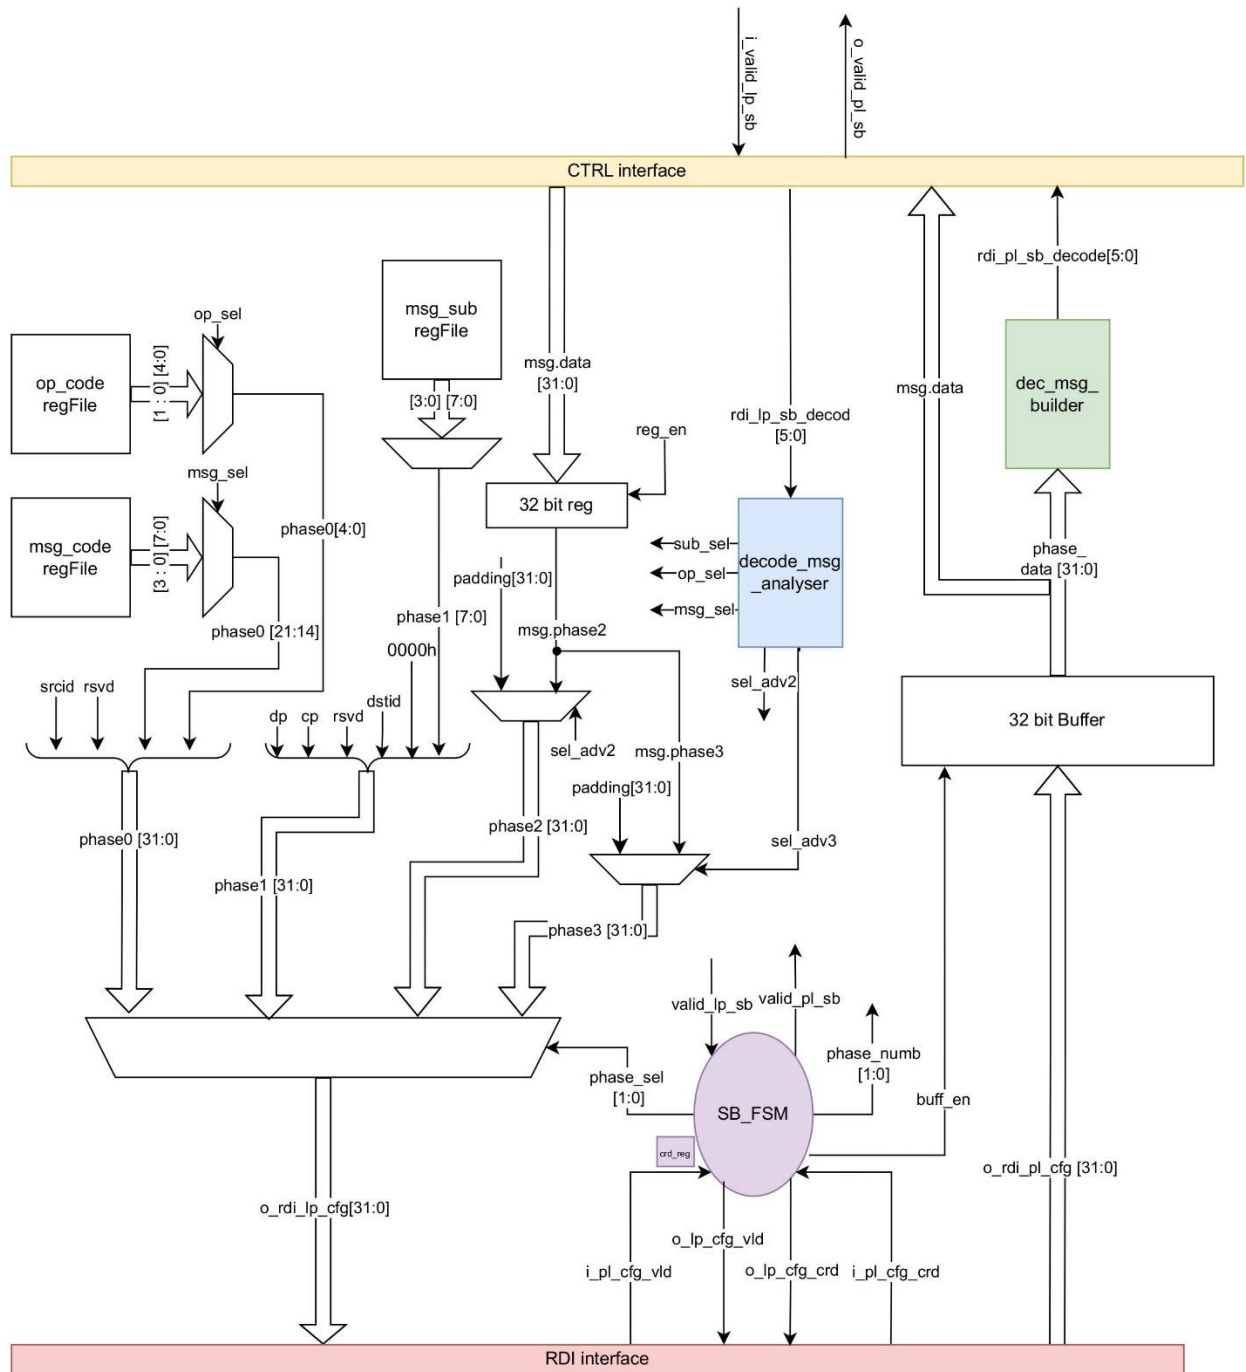 i_valid_lp_sb
o_valid_pl_sb
CTRL interface
op_code
regFile
[1 : 0] [4:0]
op_sel
msg_code
regFile
[3 : 0] [7:0]
msg_sel
phase0[4:0]
phase0 [21:14]
msg_sub
regFile
[3:0] [7:0]
phase1 [7:0]
msg.data
[31:0]
reg_en
32 bit reg
padding[31:0]
msg.phase2
rdi_lp_sb_decod
[5:0]
decode_msg
_analyser
sub_sel
op_sel
msg_sel
sel_adv2
sel_adv3
msg.data
rdi_pl_sb_decode[5:0]
dec_msg_
builder
phase_
data [31:0]
32 bit Buffer
srcid
rsvd
dp
cp
rsvd
dstid
0000h
sel_adv2
msg.phase3
padding[31:0]
phase0 [31:0]
phase1 [31:0]
phase2 [31:0]
phase3 [31:0]
valid_lp_sb
valid_pl_sb
phase_sel
[1:0]
SB_FSM
phase_numb
[1:0]
crd_reg
buff_en
o_rdi_lp_cfg[31:0]
i_pl_cfg_vld
o_lp_cfg_vld
o_lp_cfg_crd
i_pl_cfg_crd
o_rdi_pl_cfg [31:0]
RDI interface